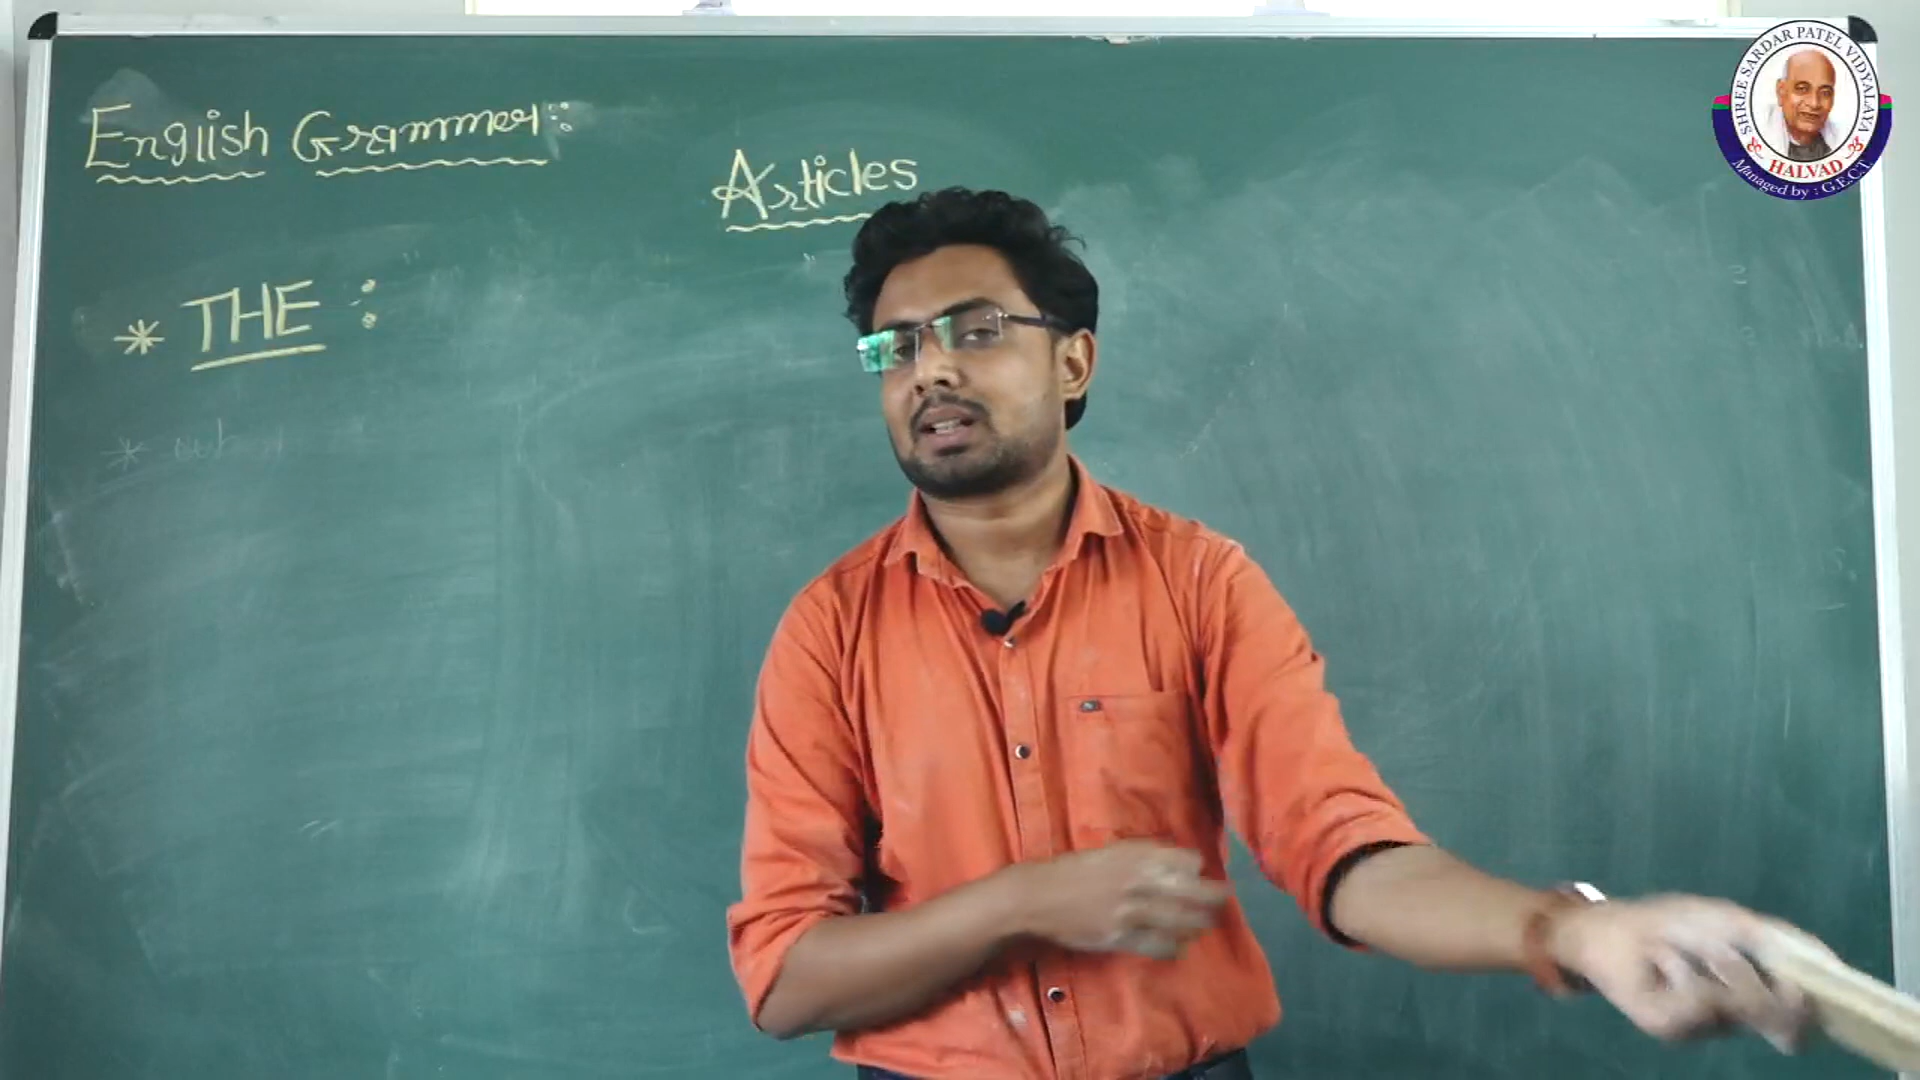 English Grammer:
Articles
* THE :
SHREE SARDAR PATEL VIDYALAYA
HALVAD
Managed by : G.E.C.T.